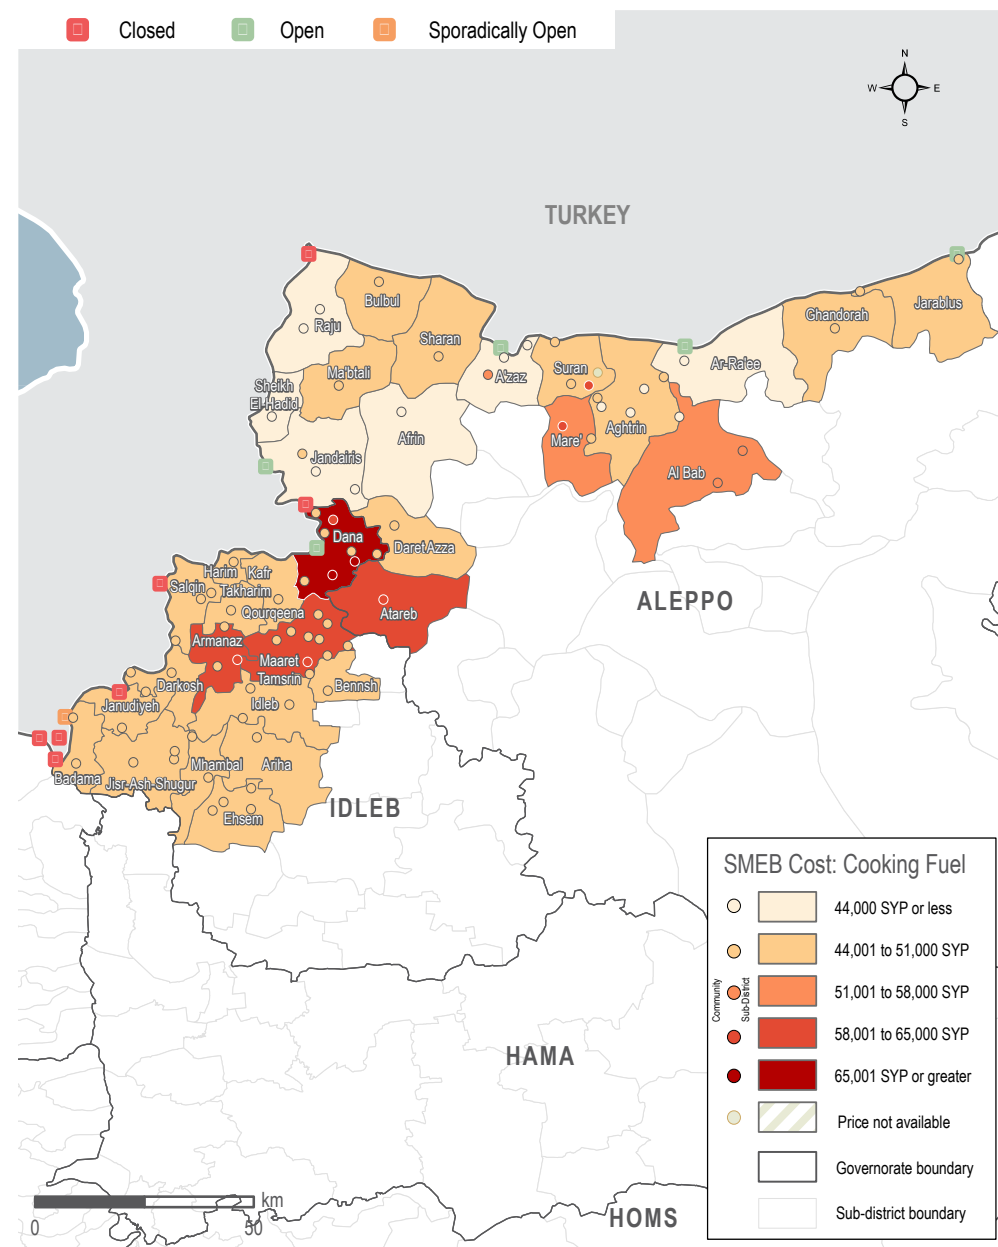 Closed
Open
Sporadically Open
N
W
E
S
TURKEY
Bulbul
Raju
Sharan
Jarablus
Ghandorah
Ma'btali
Sheikh
El-Hadid
A'zaz
Suran
Ar-Ra'ee
Afrin
Aghtrin
Mare'
Jandairis
Al Bab
Dana
Daret Azza
Harim
Kafr
Takharim
Salqin
Qourqeena
Atareb
ALEPPO
Armanaz
Maaret
Tamsrin
Darkosh
Bennsh
Janudiyeh
Idleb
Badama
Jisr-Ash-Shugur
Mhambal
Ariha
Ehsem
IDLEB
HAMA
HOMS
SMEB Cost: Cooking Fuel
44,000 SYP or less
44,001 to 51,000 SYP
51,001 to 58,000 SYP
58,001 to 65,000 SYP
65,001 SYP or greater
Price not available
Governorate boundary
Sub-district boundary
Community
Sub-District
km
0
50